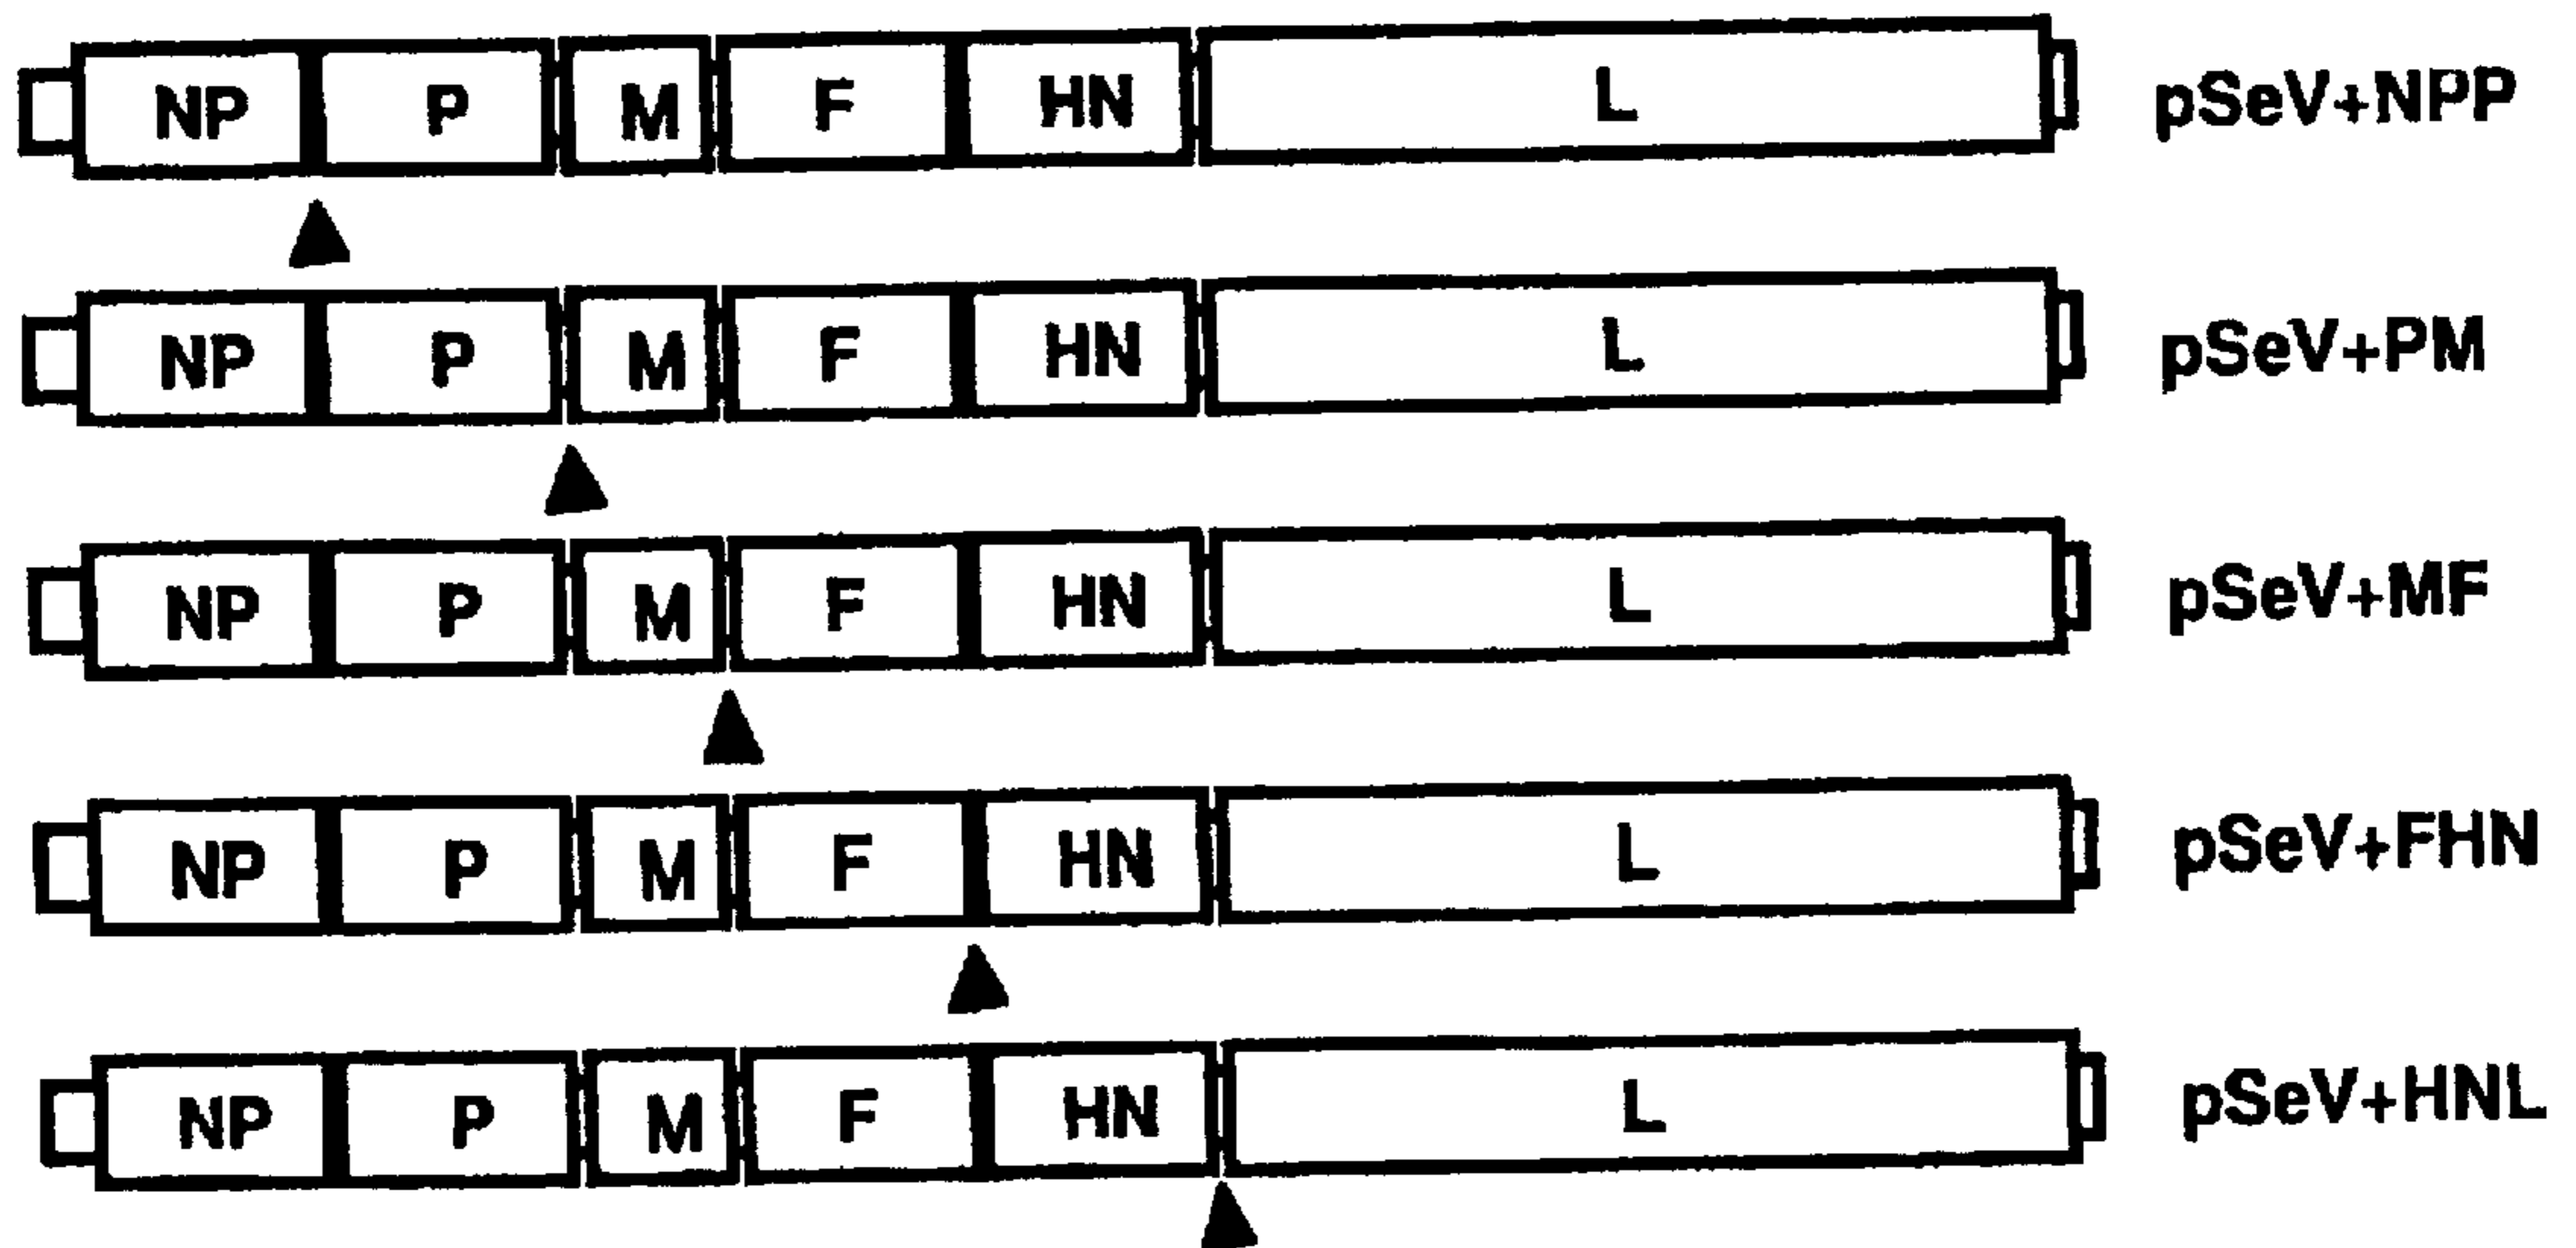 NP P M F HN L pSeV+NPP
NP P M F HN L pSeV+PM
NP P M F HN L pSeV+MF
NP P M F HN L pSeV+FHN
NP P M F HN L pSeV+HNL